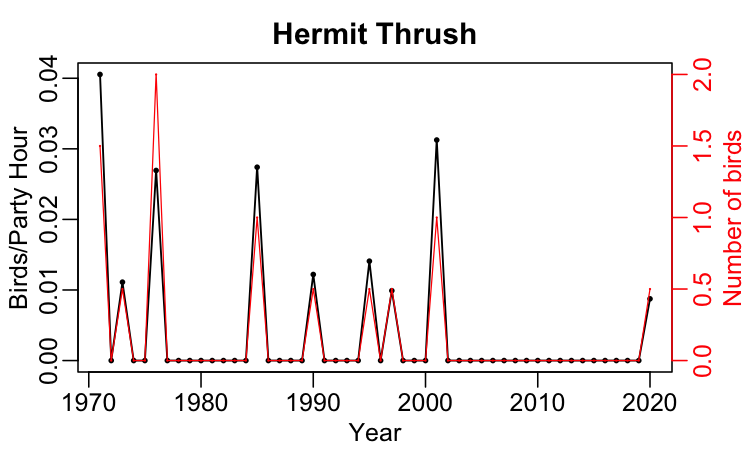 Hermit Thrush
Birds/Party Hour
0.00 0.01 0.02 0.03 0.04
0.0 0.5 1.0 1.5 2.0
Number of birds
1970 1980 1990 2000 2010 2020
Year